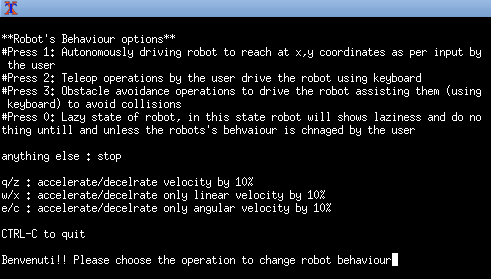 **Robot's Behaviour options**
#Press 1: Autonomously driving robot to reach at x,y coordinates as per input by
 the user
#Press 2: Teleop operations by the user drive the robot using keyboard
#Press 3: Obstacle avoidance operations to drive the robot assisting them (using
 keyboard) to avoid collisions
#Press 0: Lazy state of robot, in this state robot will shows laziness and do no
thing untill and unless the robots's behvaiour is chnaged by the user
anything else : stop
q/z : accelerate/decelrate velocity by 10%
w/x : accelerate/decelrate only linear velocity by 10%
e/c : accelerate/decelrate only angular velocity by 10%
CTRL-C to quit
Benvenuti!! Please choose the operation to change robot behaviour